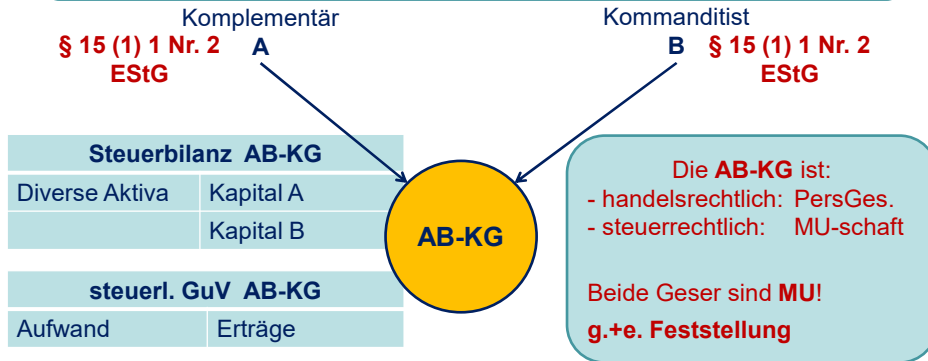 Komplementär
Kommanditist
§ 15 (1) 1 Nr. 2
EStG
A
B
§ 15 (1) 1 Nr. 2
EStG
Steuerbilanz AB-KG
Diverse Aktiva
Kapital A
Kapital B
steuerl. GuV AB-KG
Aufwand
Erträge
AB-KG
Die AB-KG ist:
- handelsrechtlich: PersGes.
- steuerrechtlich: MU-schaft
Beide Geser sind MU!
g.+e. Feststellung